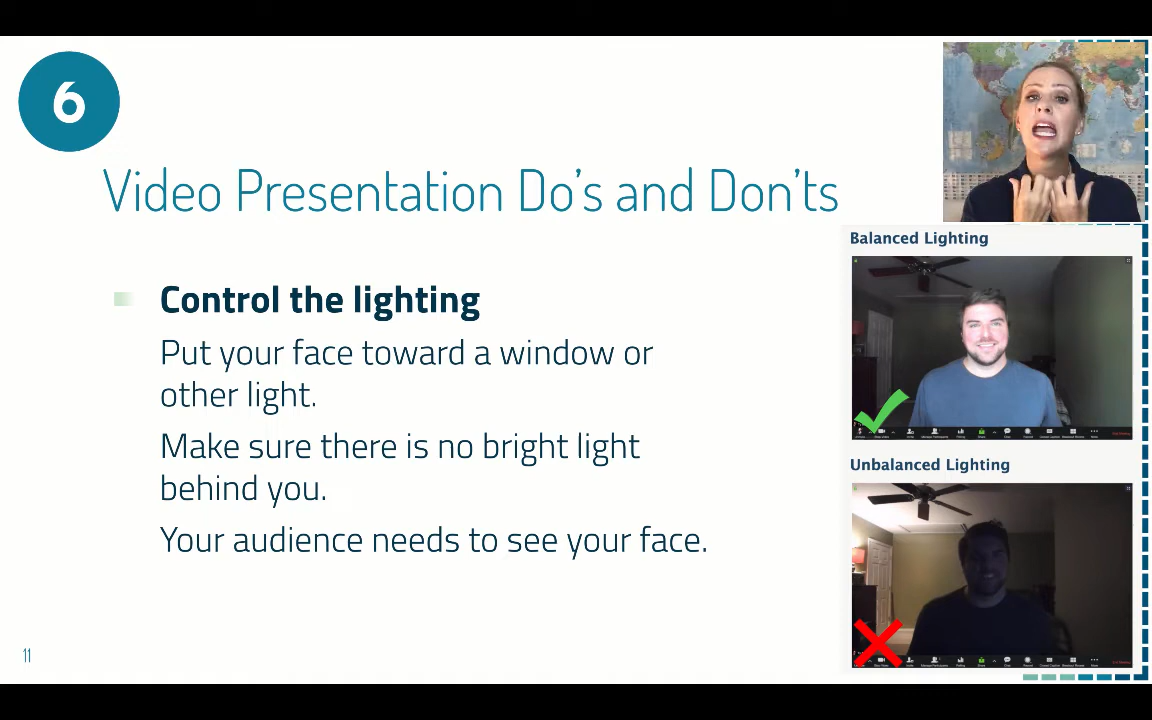 6
Video Presentation Do's and Don'ts
Control the lighting
Put your face toward a window or
other light.
Make sure there is no bright light
behind you.
Your audience needs to see your face.
Balanced Lighting
Unbalanced Lighting
11